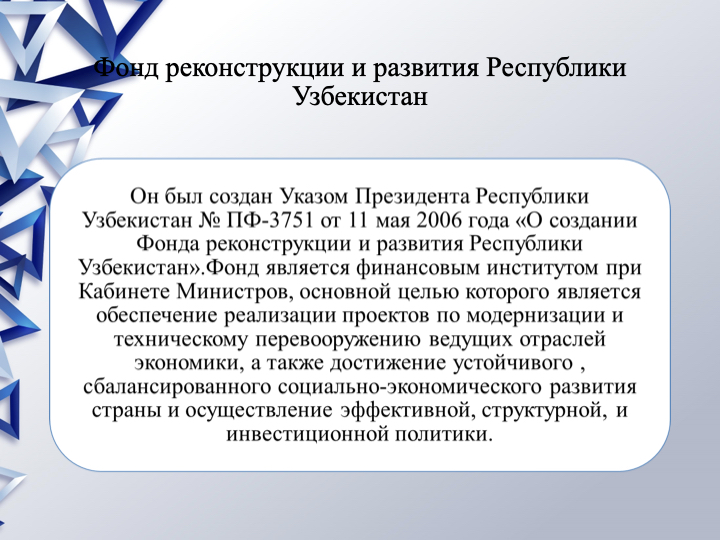 Фонд реконструкции и развития Республики
Узбекистан
Он был создан Указом Президента Республики
Узбекистан № ПФ-3751 от 11 мая 2006 года «О создании
Фонда реконструкции и развития Республики
Узбекистан».Фонд является финансовым институтом при
Кабинете Министров, основной целью которого является
обеспечение реализации проектов по модернизации и
техническому перевооружению ведущих отраслей
экономики, а также достижение устойчивого ,
сбалансированного социально-экономического развития
страны и осуществление эффективной, структурной, и
инвестиционной политики.